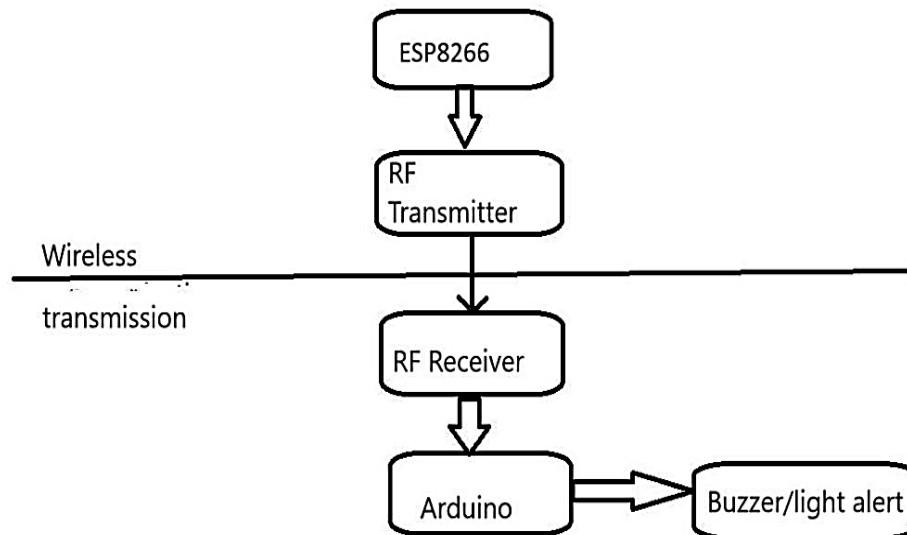 ESP8266
RF
Transmitter
Wireless
transmission
RF Receiver
Arduino
Buzzer/light alert